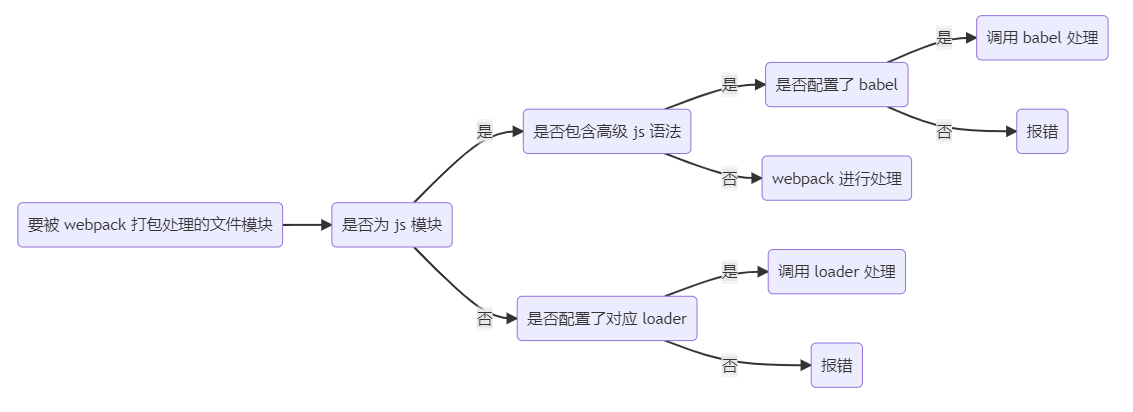 是
调用 babel 处理
是
是否配置了 babel
是
是否包含高级 js 语法
否
报错
否
webpack 进行处理
要被 webpack 打包处理的文件模块
是否为 js 模块
是
调用 loader 处理
否
是否配置了对应 loader
否
报错